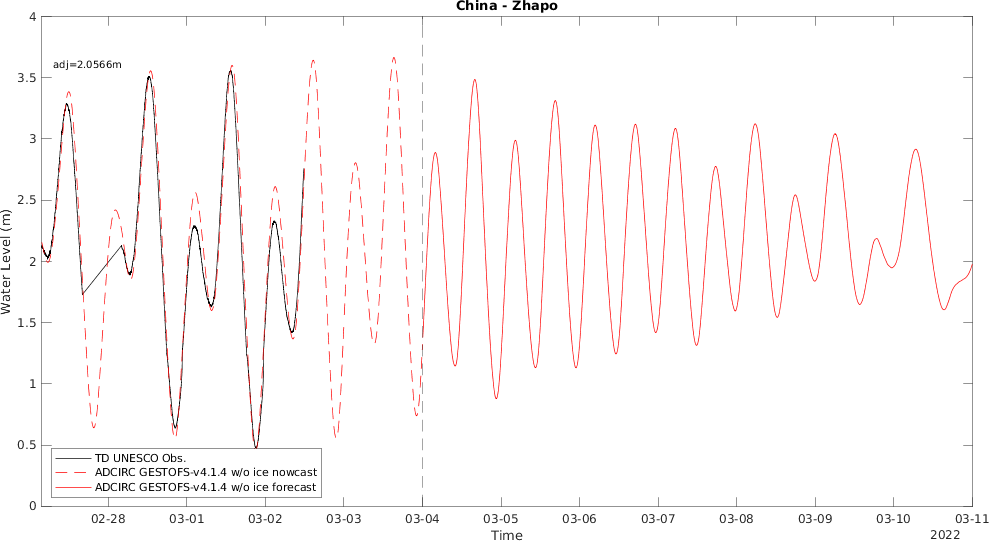 China - Zhapo
adj=2.0566m
Water Level (m)
4
3.5
3
2.5
2
1.5
1
0.5
0
TD UNESCO Obs.
ADCIRC GESTOFS-v4.1.4 w/o ice nowcast
ADCIRC GESTOFS-v4.1.4 w/o ice forecast
02-28 03-01 03-02 03-03 03-04 03-05 03-06 03-07 03-08 03-09 03-10 03-11
Time
2022